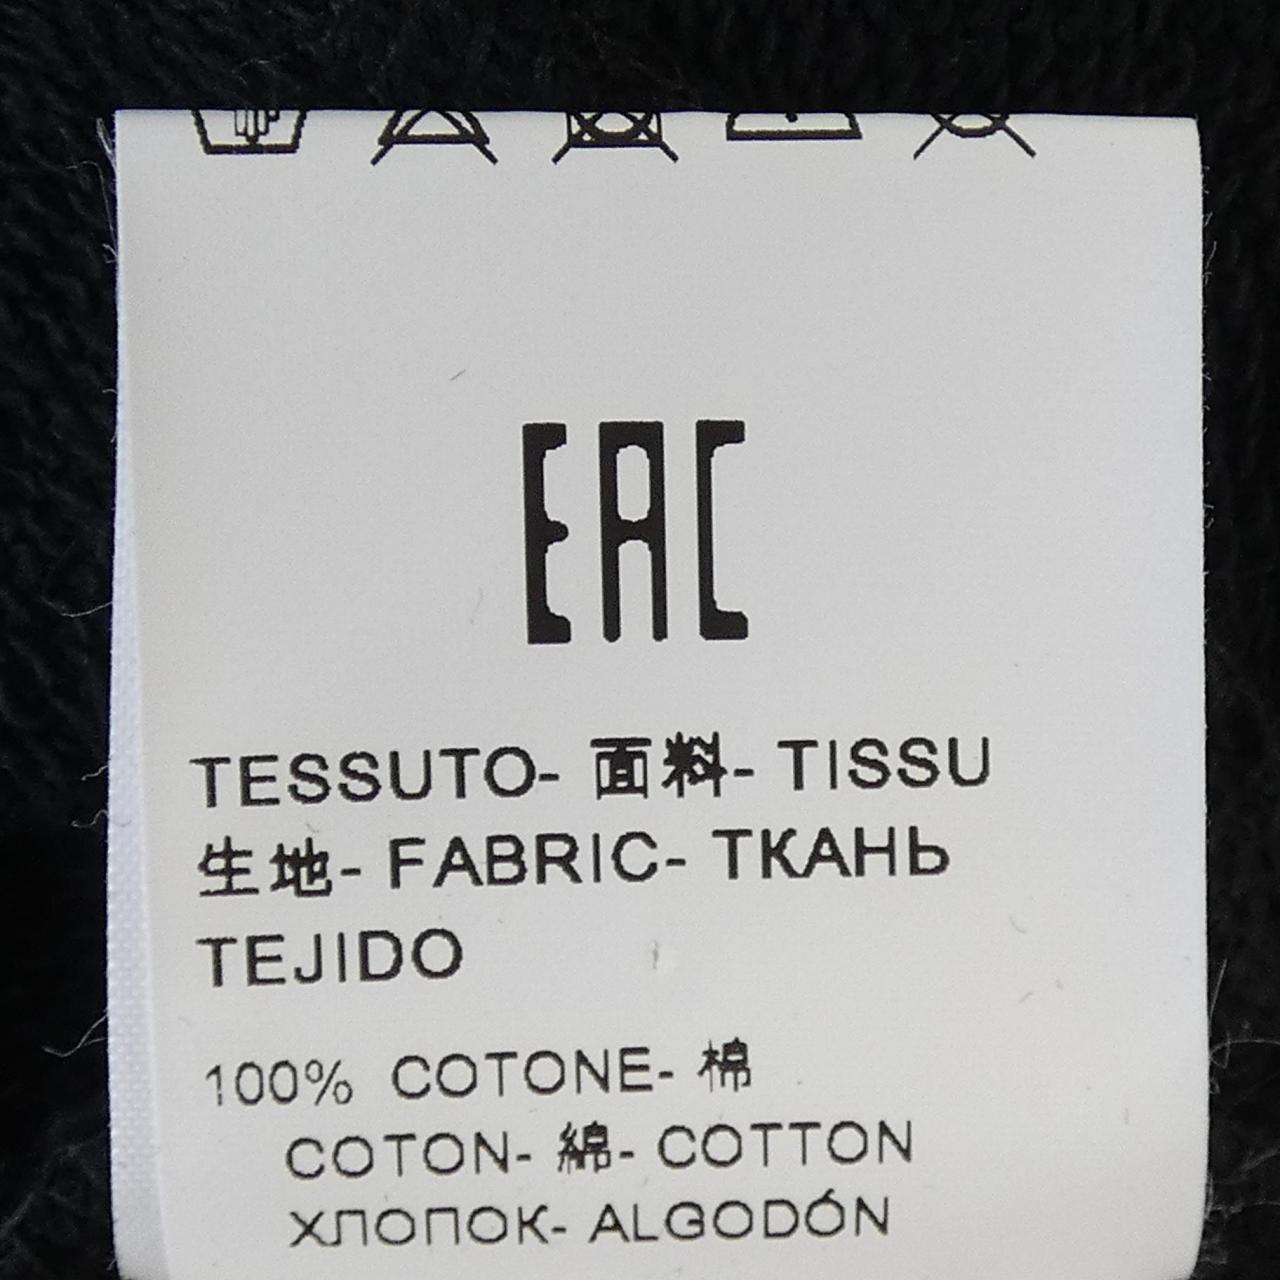 EAC
TESSUTO- 面料- TISSU
生地- FABRIC- ТКАНЬ
TEJIDO
100% COTONE- 棉
COTON- 綿- COTTON
ХЛОПОК- ALGODÓN